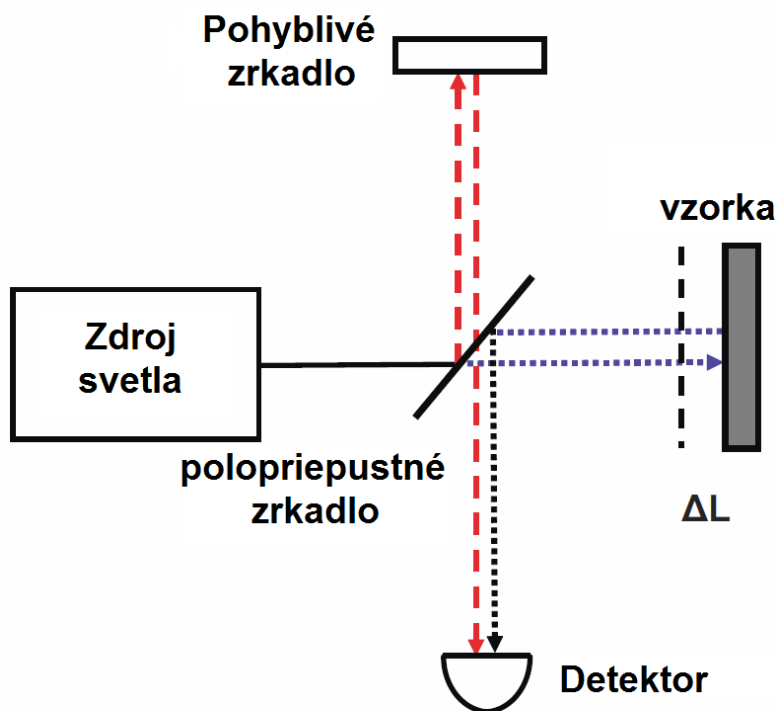 Pohyblivé
zrkadlo
vzorka
Zdroj
svetla
polopriepustné
zrkadlo
ΔL
Detektor